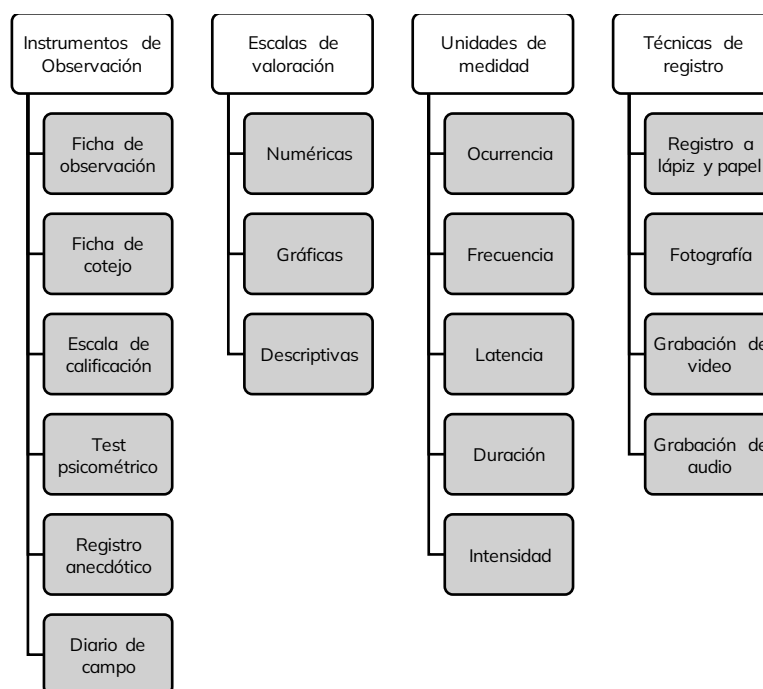 Instrumentos de
Observación
Ficha de
observación
Ficha de
cotejo
Escala de
calificación
Test
psicométrico
Registro
anecdótico
Diario de
campo
Escalas de
valoración
Numéricas
Gráficas
Descriptivas
Unidades de
medidad
Ocurrencia
Frecuencia
Latencia
Duración
Intensidad
Técnicas de
registro
Registro a
lápiz y papel
Fotografía
Grabación de
video
Grabación de
audio